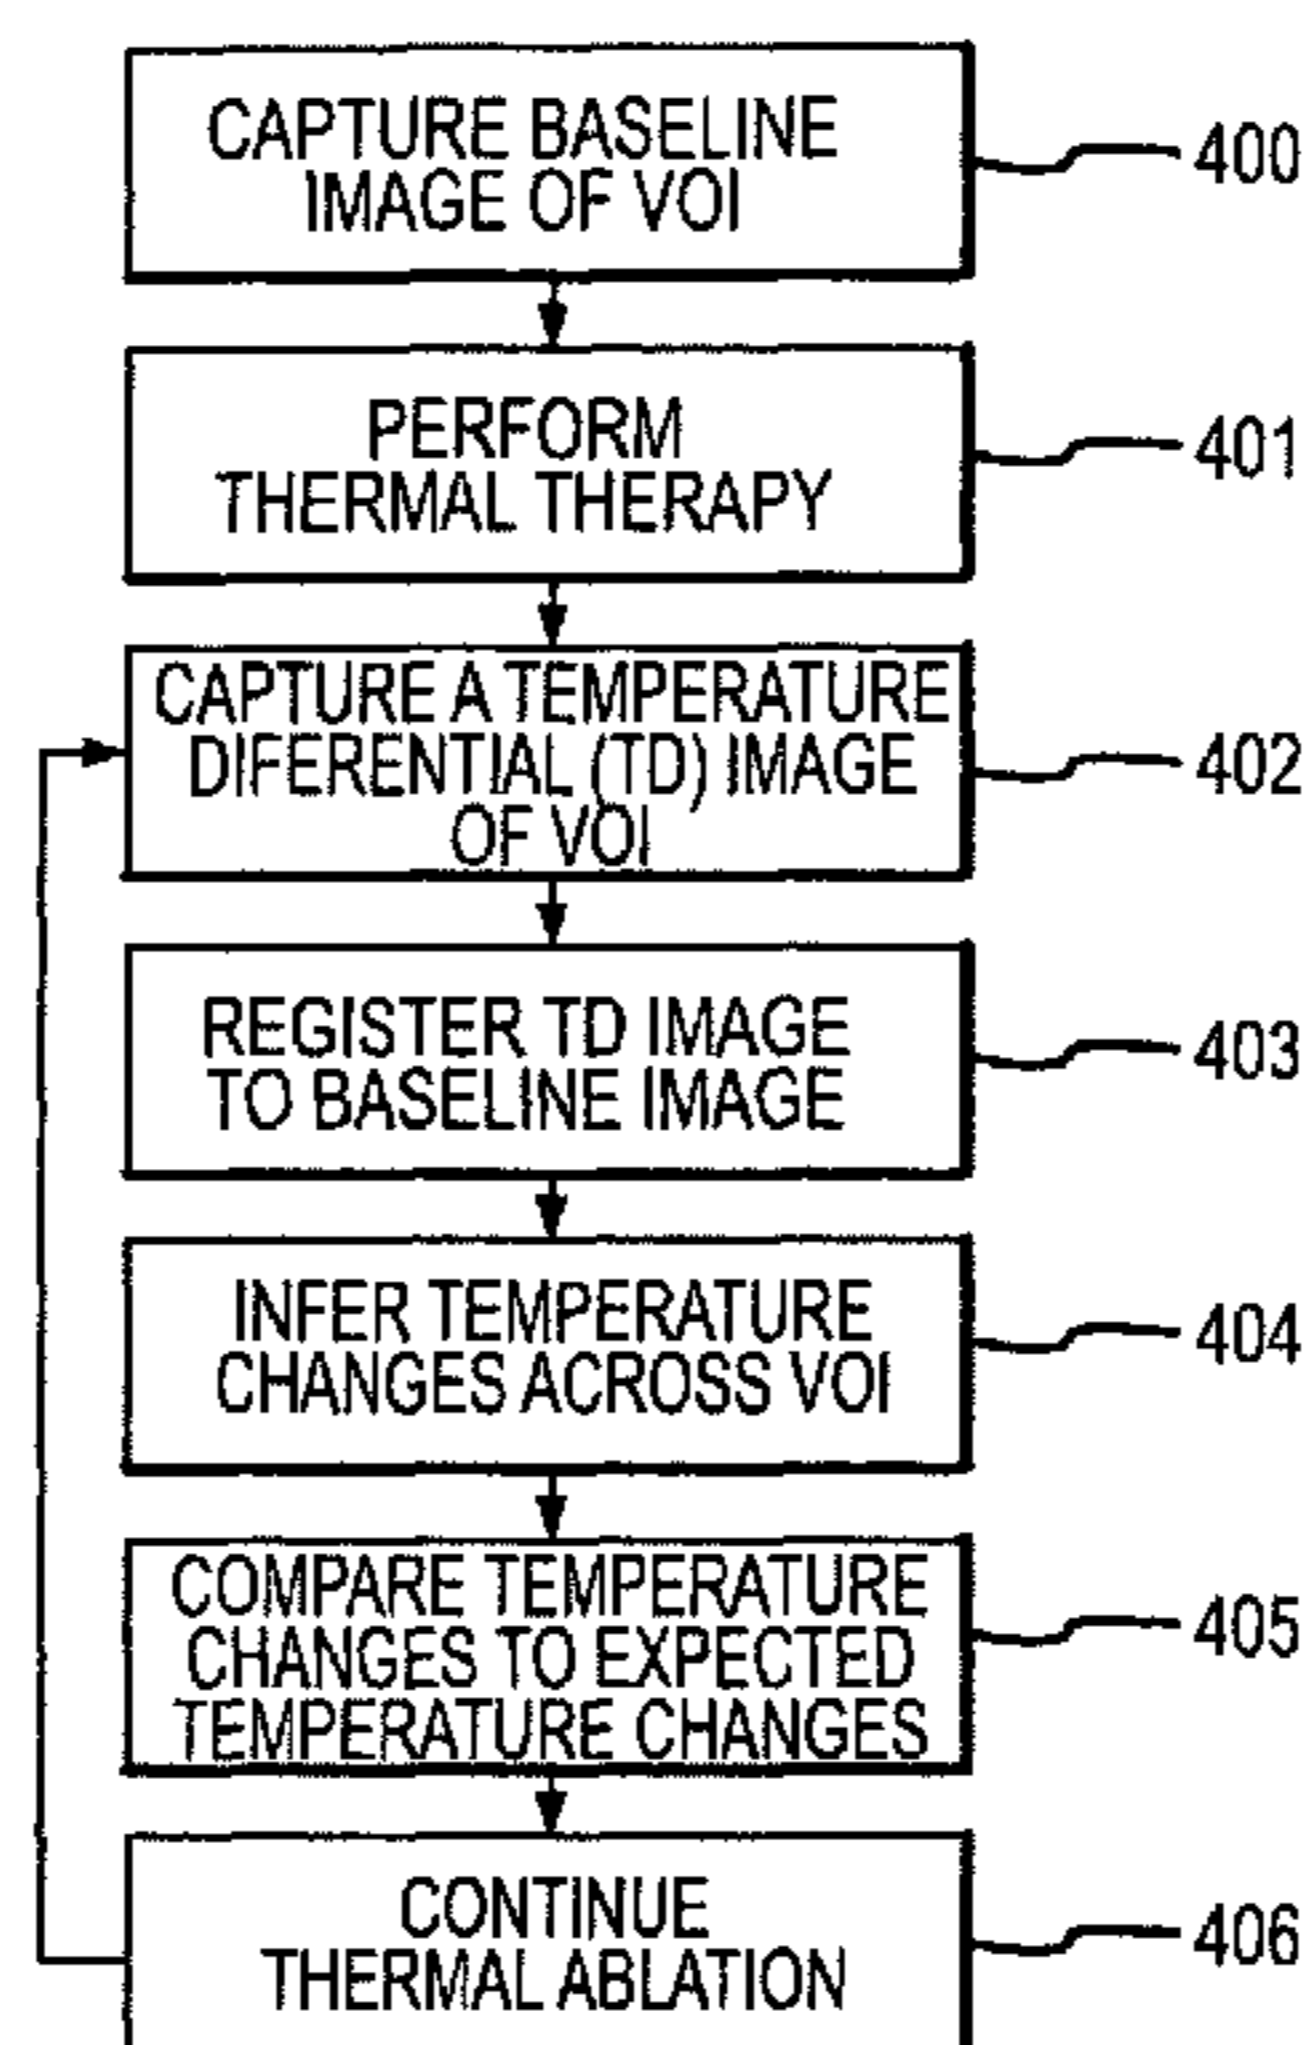 CAPTURE BASELINE
IMAGE OF VOI
400
PERFORM
THERMAL THERAPY
401
CAPTURE A TEMPERATURE
DIFERENTIAL (TD) IMAGE
OF VOI
402
REGISTER TD IMAGE
TO BASELINE IMAGE
403
INFER TEMPERATURE
CHANGES ACROSS VOI
404
COMPARE TEMPERATURE
CHANGES TO EXPECTED
TEMPERATURE CHANGES
405
CONTINUE
THERMAL ABLATION
406